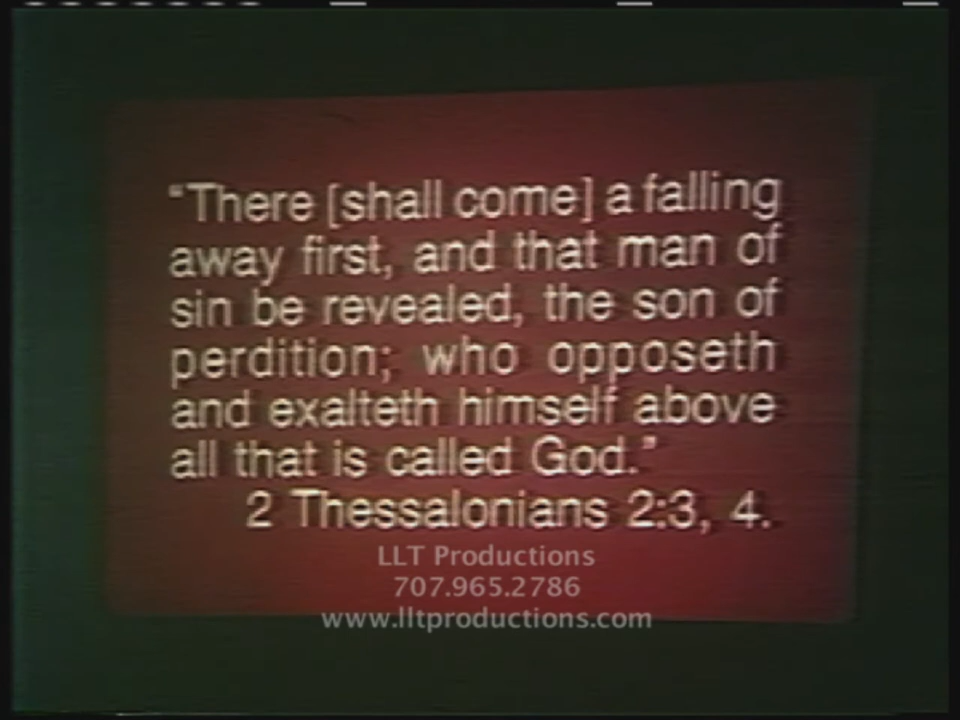 "There [shall come] a falling
away first, and that man of
sin be revealed, the son of
perdition; who opposeth
and exalteth himself above
all that is called God."
2 Thessalonians 2:3, 4.
LLT Productions
707.965.2786
www.lltproductions.com